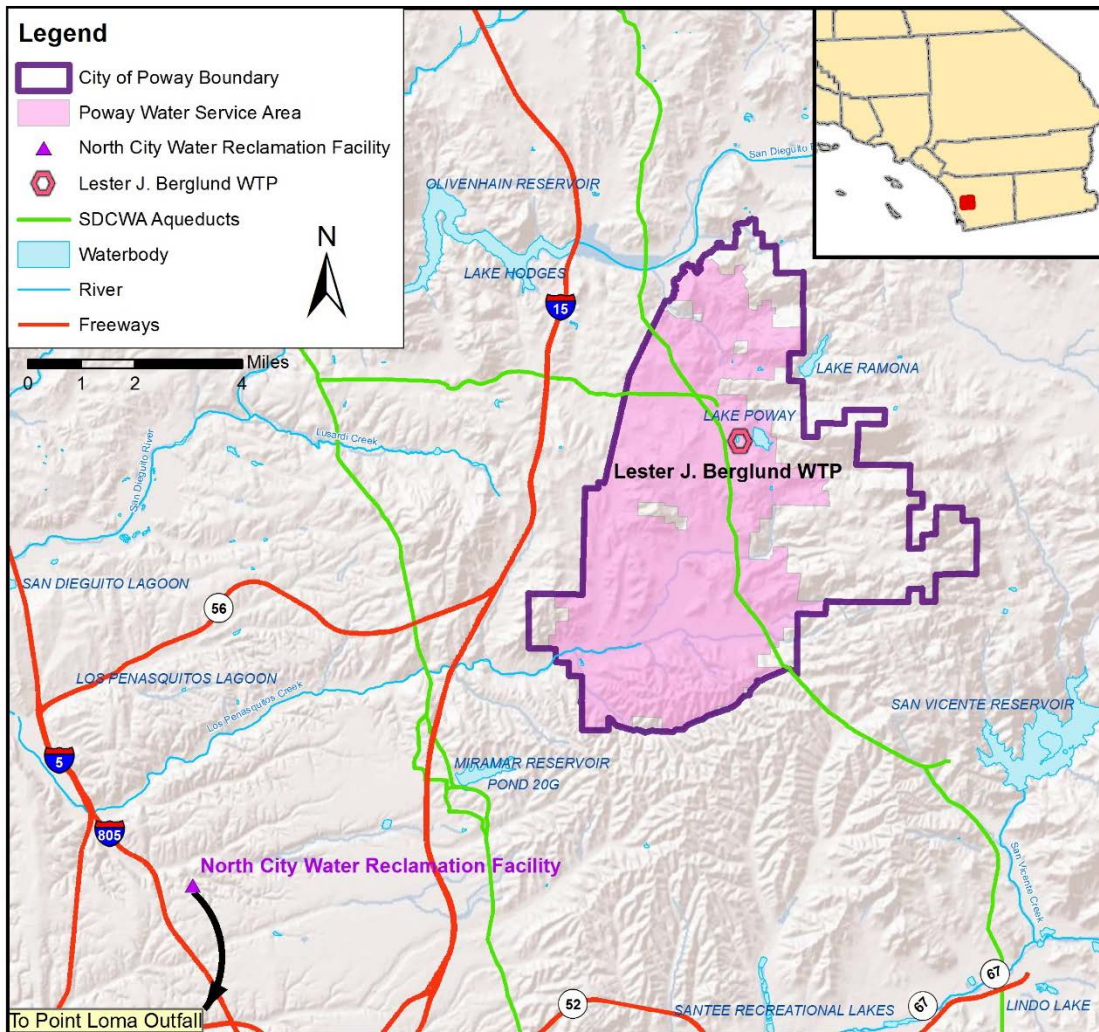 Legend
City of Poway Boundary
Poway Water Service Area
North City Water Reclamation Facility
Lester J. Berglund WTP
SDCWA Aqueducts
Waterbody
River
Freeways
N
Miles
0 1 2 4
San Dieguito
OLIVENHAIN RESERVOIR
LAKE HODGES
15
LAKE RAMONA
LAKE POWAY
Lester J. Berglund WTP
Lusardi Creek
San Dieguito River
SAN DIEGUITO LAGOON
56
LOS PENASQUITOS LAGOON
Los Penasquitos Creek
SAN VICENTE RESERVOIR
5
MIRAMAR RESERVOIR
POND 20G
805
North City Water Reclamation Facility
San Vicente Creek
67
67
52
SANTEE RECREATIONAL LAKES
LINDO LAKE
To Point Loma Outfall